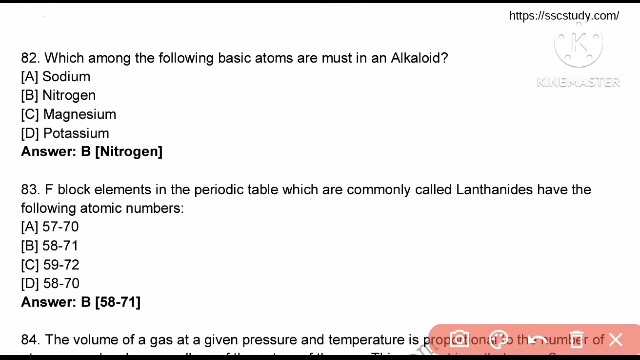 https://sscstudy.com/
K
KINEMASTER
82. Which among the following basic atoms are must in an Alkaloid?
[A] Sodium
[B] Nitrogen
[C] Magnesium
[D] Potassium
Answer: B [Nitrogen]
83. F block elements in the periodic table which are commonly called Lanthanides have the
following atomic numbers:
[A] 57-70
[B] 58-71
[C] 59-72
[D] 58-70
Answer: B [58-71]
84. The volume of a gas at a given pressure and temperature is proportional to the number of